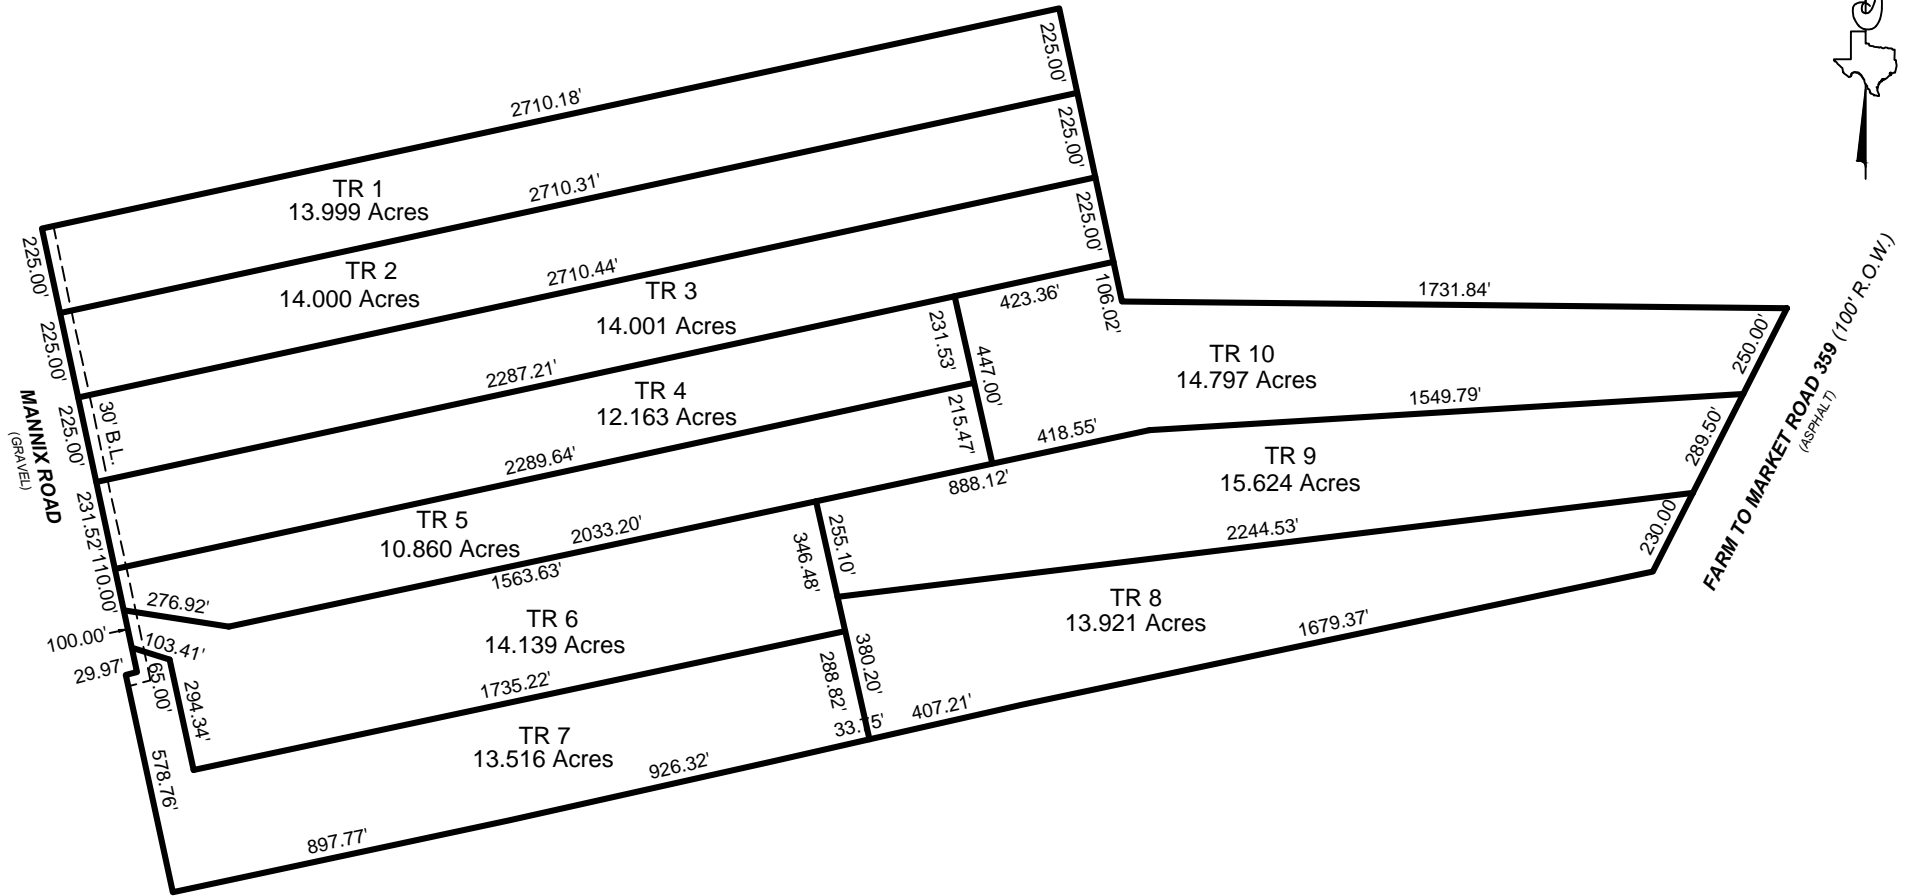 2710.18'
225.00'
TR 1
13.999 Acres
2710.31'
225.00'
225.00'
TR 2
14.000 Acres
2710.44'
225.00'
225.00'
TR 3
14.001 Acres
423.36'
106.02'
1731.84'
250.00'
225.00'
30' B.L.
MANNIX ROAD
(GRAVEL)
2287.21'
TR 4
12.163 Acres
231.53'
447.00'
TR 10
14.797 Acres
1549.79'
FARM TO MARKET ROAD 359 (100' R.O.W.)
(ASPHALT)
231.52'
2289.64'
215.47'
418.55'
289.50'
TR 9
15.624 Acres
888.12'
TR 5
10.860 Acres
2033.20'
110.00'
1563.63'
255.10'
346.48'
2244.53'
230.00
276.92'
100.00'
103.41'
29.97'
65.00'
294.34'
TR 6
14.139 Acres
TR 8
13.921 Acres
1679.37'
1735.22'
288.82'
380.20'
407.21'
33.75'
TR 7
13.516 Acres
578.76'
926.32'
897.77'